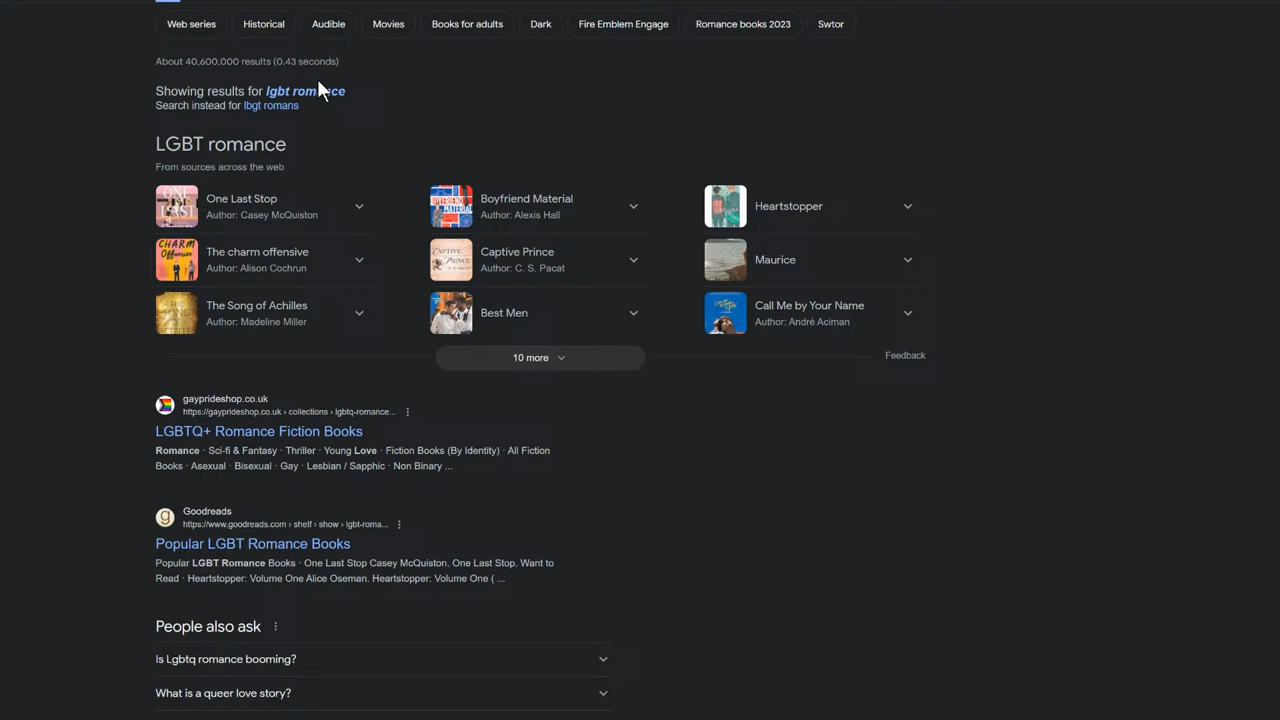 Web series Historical Audible Movies Books for adults Dark Fire Emblem Engage Romance books 2023 Swtor
About 40,600,000 results (0.43 seconds)
Showing results for lgbt romance
Search instead for lbgt romans
LGBT romance
From sources across the web
One Last Stop
Author: Casey McQuiston
Boyfriend Material
Author: Alexis Hall
Heartstopper
The charm offensive
Author: Alison Cochrun
Captive Prince
Author: C. S. Pacat
Maurice
The Song of Achilles
Author: Madeline Miller
Best Men
Call Me by Your Name
Author: André Aciman
10 more
Feedback
gayprideshop.co.uk
https://gayprideshop.co.uk › collections › lgbtq-romance...
LGBTQ+ Romance Fiction Books
Romance · Sci-fi & Fantasy · Thriller · Young Love · Fiction Books (By Identity) · All Fiction
Books · Asexual · Bisexual · Gay · Lesbian / Sapphic · Non Binary ...
Goodreads
https://www.goodreads.com › shelf › show › lgbt-roma...
Popular LGBT Romance Books
Popular LGBT Romance Books · One Last Stop Casey McQuiston. One Last Stop. Want to
Read · Heartstopper: Volume One Alice Oseman. Heartstopper: Volume One ( ...
People also ask
Is Lgbtq romance booming?
What is a queer love story?